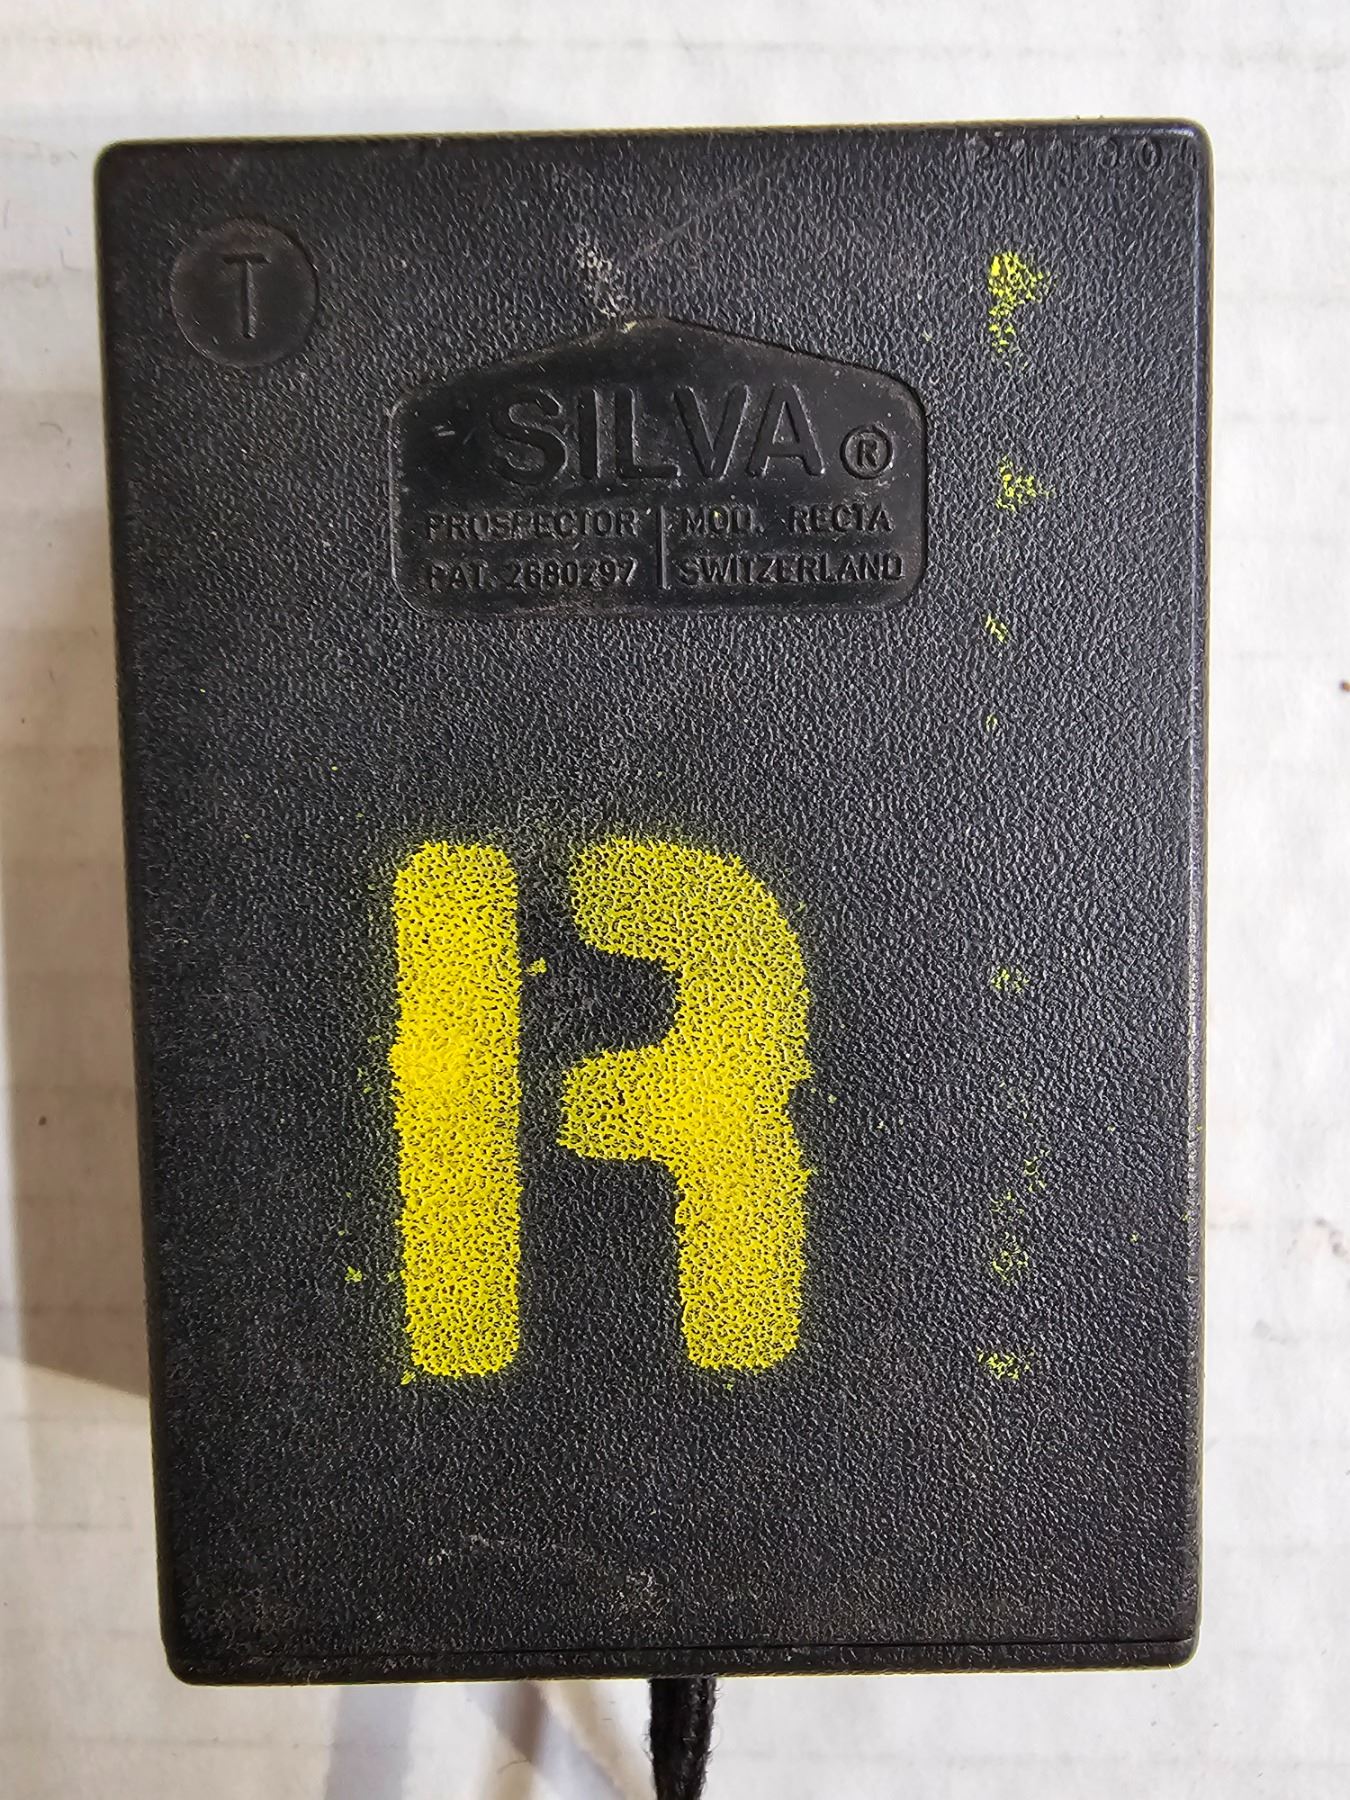 T
SILVA ®
PROSPECTOR | MOD. RECTA
PAT. 2680297 | SWITZERLAND
R